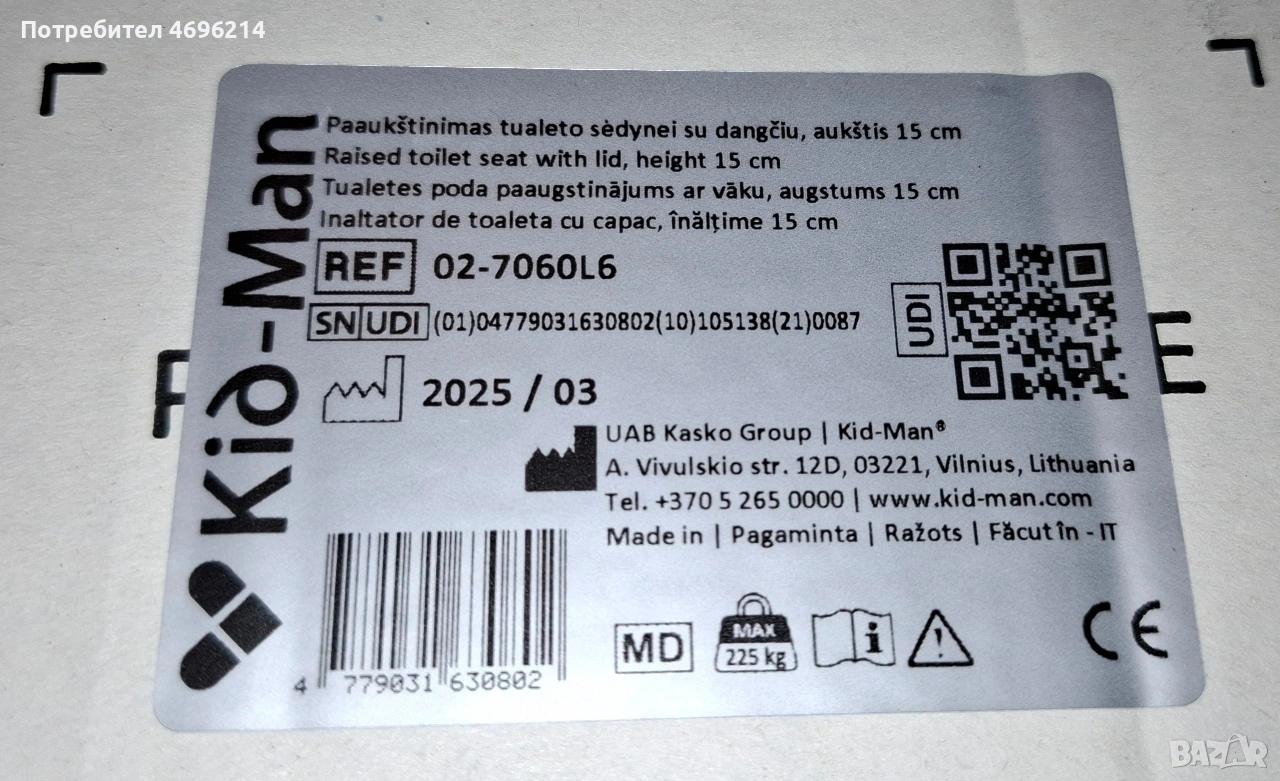 Потребител 4696214
Kid-Man
Paaukštinimas tualeto sėdynei su dangčiu, aukštis 15 cm
Raised toilet seat with lid, height 15 cm
Tualetes poda paaugstinājums ar vāku, augstums 15 cm
Inaltator de toaleta cu capac, înălțime 15 cm
REF 02-7060L6
SN UDI (01)04779031630802(10)105138(21)0087
UDI
2025 / 03
UAB Kasko Group | Kid-Man®
A. Vivulskio str. 12D, 03221, Vilnius, Lithuania
Tel. +370 5 265 0000 | www.kid-man.com
Made in | Pagaminta | Ražots | Făcut în - IT
4 779031 630802
MD
MAX
225 kg
i
!
CE
E
BAZAR